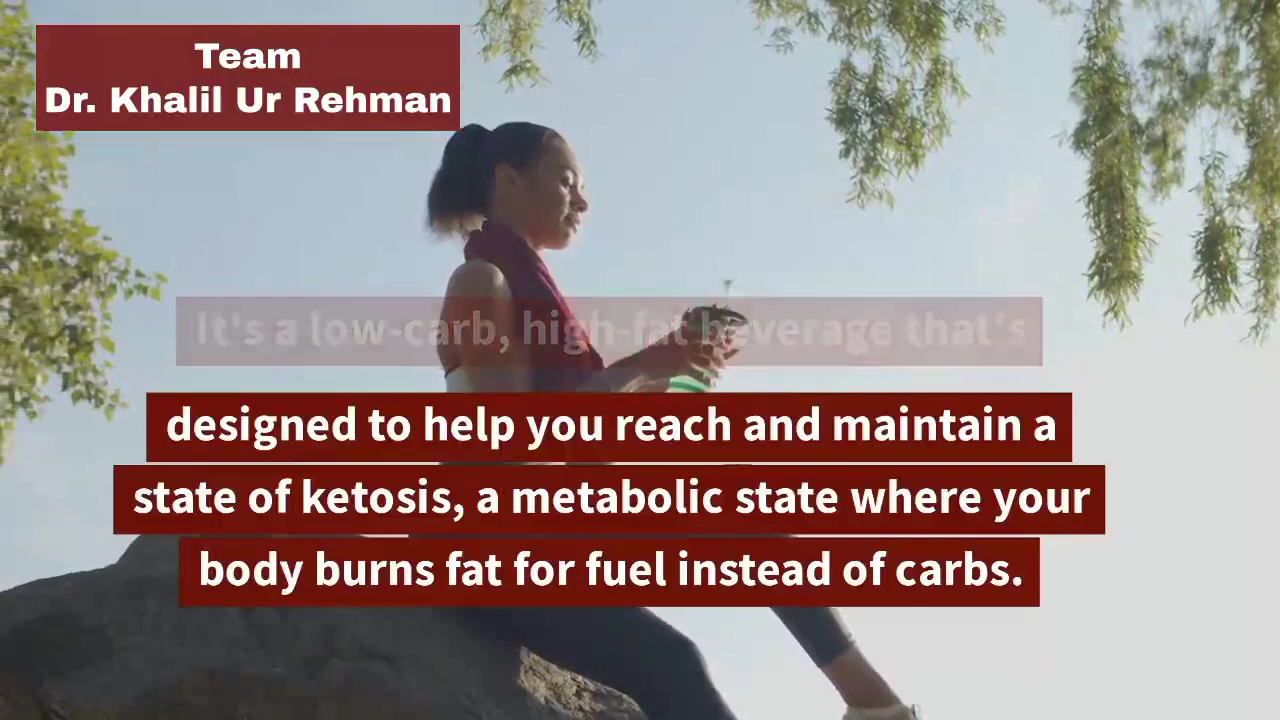 Team
Dr. Khalil Ur Rehman
It's a low-carb, high-fat beverage that's
designed to help you reach and maintain a
state of ketosis, a metabolic state where your
body burns fat for fuel instead of carbs.